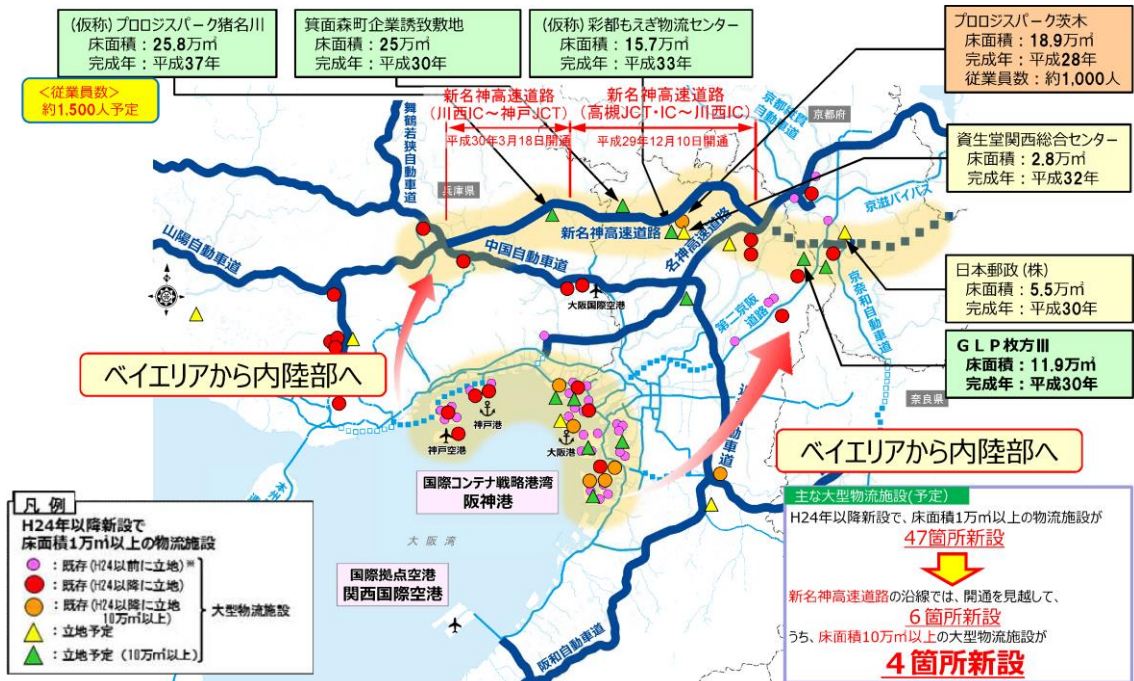 (仮称)プロロジスパーク猪名川
床面積：25.8万㎡
完成年：平成37年
箕面森町企業誘致敷地
床面積：25万㎡
完成年：平成30年
(仮称)彩都もえぎ物流センター
床面積：15.7万㎡
完成年：平成33年
プロロジスパーク茨木
床面積：18.9万㎡
完成年：平成28年
従業員数：約1,000人
<従業員数>
約1,500人予定
新名神高速道路
(川西IC～神戸JCT)
平成30年3月18日開通
新名神高速道路
(高槻JCT・IC～川西IC)
平成29年12月10日開通
京都縦貫
自動車道
京都府
舞鶴若狭自動車道
兵庫県
資生堂関西総合センター
床面積：2.8万㎡
完成年：平成32年
京滋バイパス
新名神高速道路
名神高速道路
山陽自動車道
中国自動車道
大阪国際空港
第二京阪
道路
京奈和自動車道
日本郵政(株)
床面積：5.5万㎡
完成年：平成30年
GLP枚方Ⅲ
床面積：11.9万㎡
完成年：平成30年
奈良県
ベイエリアから内陸部へ
神戸港
神戸空港
大阪港
自動車道
ベイエリアから内陸部へ
国際コンテナ戦略港湾
阪神港
大阪湾
国際拠点空港
関西国際空港
阪和自動車道
凡例
H24年以降新設で
床面積1万㎡以上の物流施設
：既存(H24以前に立地)※
：既存(H24以降に立地)
：既存(H24以降に立地
10万㎡以上)
：立地予定
：立地予定(10万㎡以上)
大型物流施設
主な大型物流施設(予定)
H24年以降新設で、床面積1万㎡以上の物流施設が
47箇所新設
新名神高速道路の沿線では、開通を見越して、
6箇所新設
うち、床面積10万㎡以上の大型物流施設が
4箇所新設